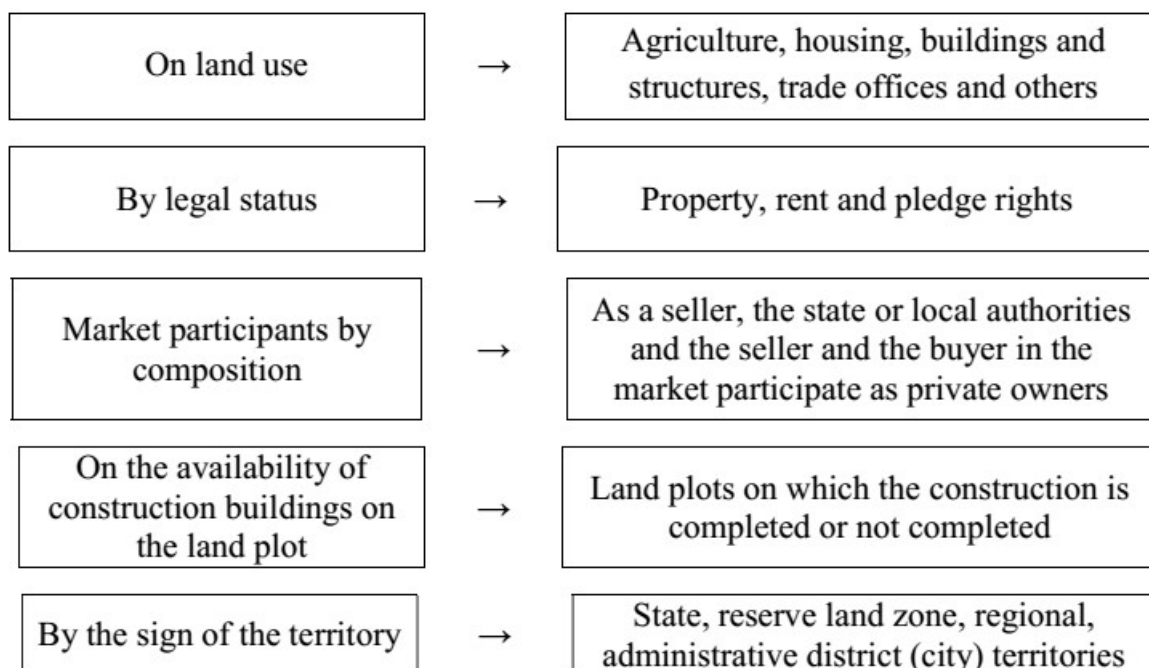 On land use
→
Agriculture, housing, buildings and
structures, trade offices and others
By legal status
→
Property, rent and pledge rights
Market participants by
composition
→
As a seller, the state or local authorities
and the seller and the buyer in the
market participate as private owners
On the availability of
construction buildings on
the land plot
→
Land plots on which the construction is
completed or not completed
By the sign of the territory
→
State, reserve land zone, regional,
administrative district (city) territories